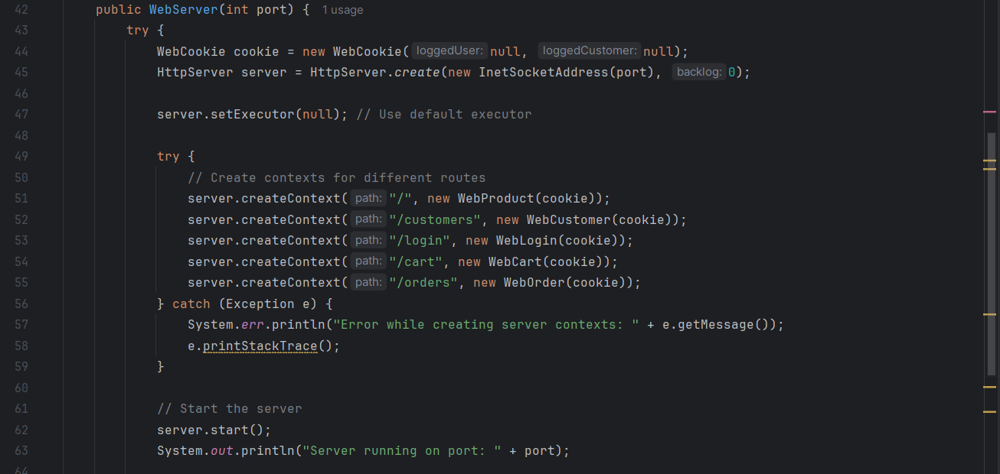 42 public WebServer(int port) { 1 usage
43 try {
44 WebCookie cookie = new WebCookie( loggedUser: null, loggedCustomer: null);
45 HttpServer server = HttpServer.create(new InetSocketAddress(port), backlog: 0);
46
47 server.setExecutor(null); // Use default executor
48
49 try {
50 // Create contexts for different routes
51 server.createContext( path: "/", new WebProduct(cookie));
52 server.createContext( path: "/customers", new WebCustomer(cookie));
53 server.createContext( path: "/login", new WebLogin(cookie));
54 server.createContext( path: "/cart", new WebCart(cookie));
55 server.createContext( path: "/orders", new WebOrder(cookie));
56 } catch (Exception e) {
57 System.err.println("Error while creating server contexts: " + e.getMessage());
58 e.printStackTrace();
59 }
60
61 // Start the server
62 server.start();
63 System.out.println("Server running on port: " + port);
64